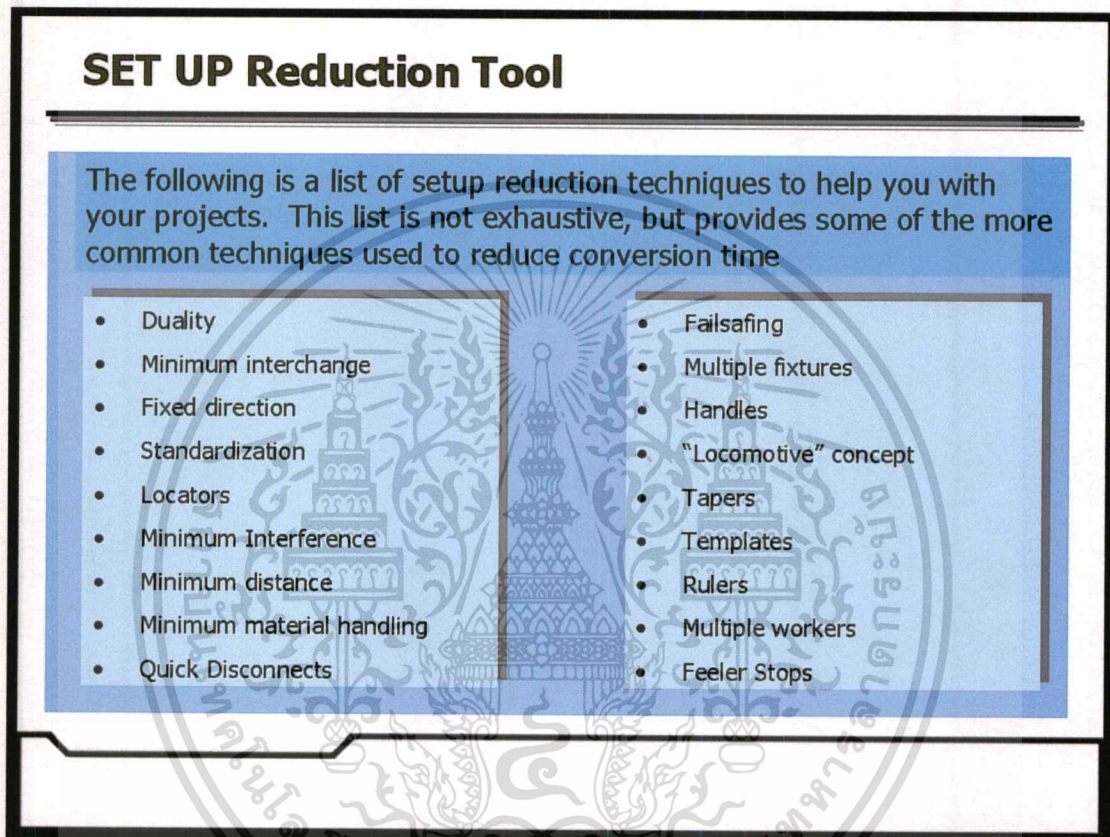 SET UP Reduction Tool
The following is a list of setup reduction techniques to help you with
your projects. This list is not exhaustive, but provides some of the more
common techniques used to reduce conversion time
• Duality
• Minimum interchange
• Fixed direction
• Standardization
• Locators
• Minimum Interference
• Minimum distance
• Minimum material handling
• Quick Disconnects
• Failsafing
• Multiple fixtures
• Handles
• “Locomotive” concept
• Tapers
• Templates
• Rulers
• Multiple workers
• Feeler Stops